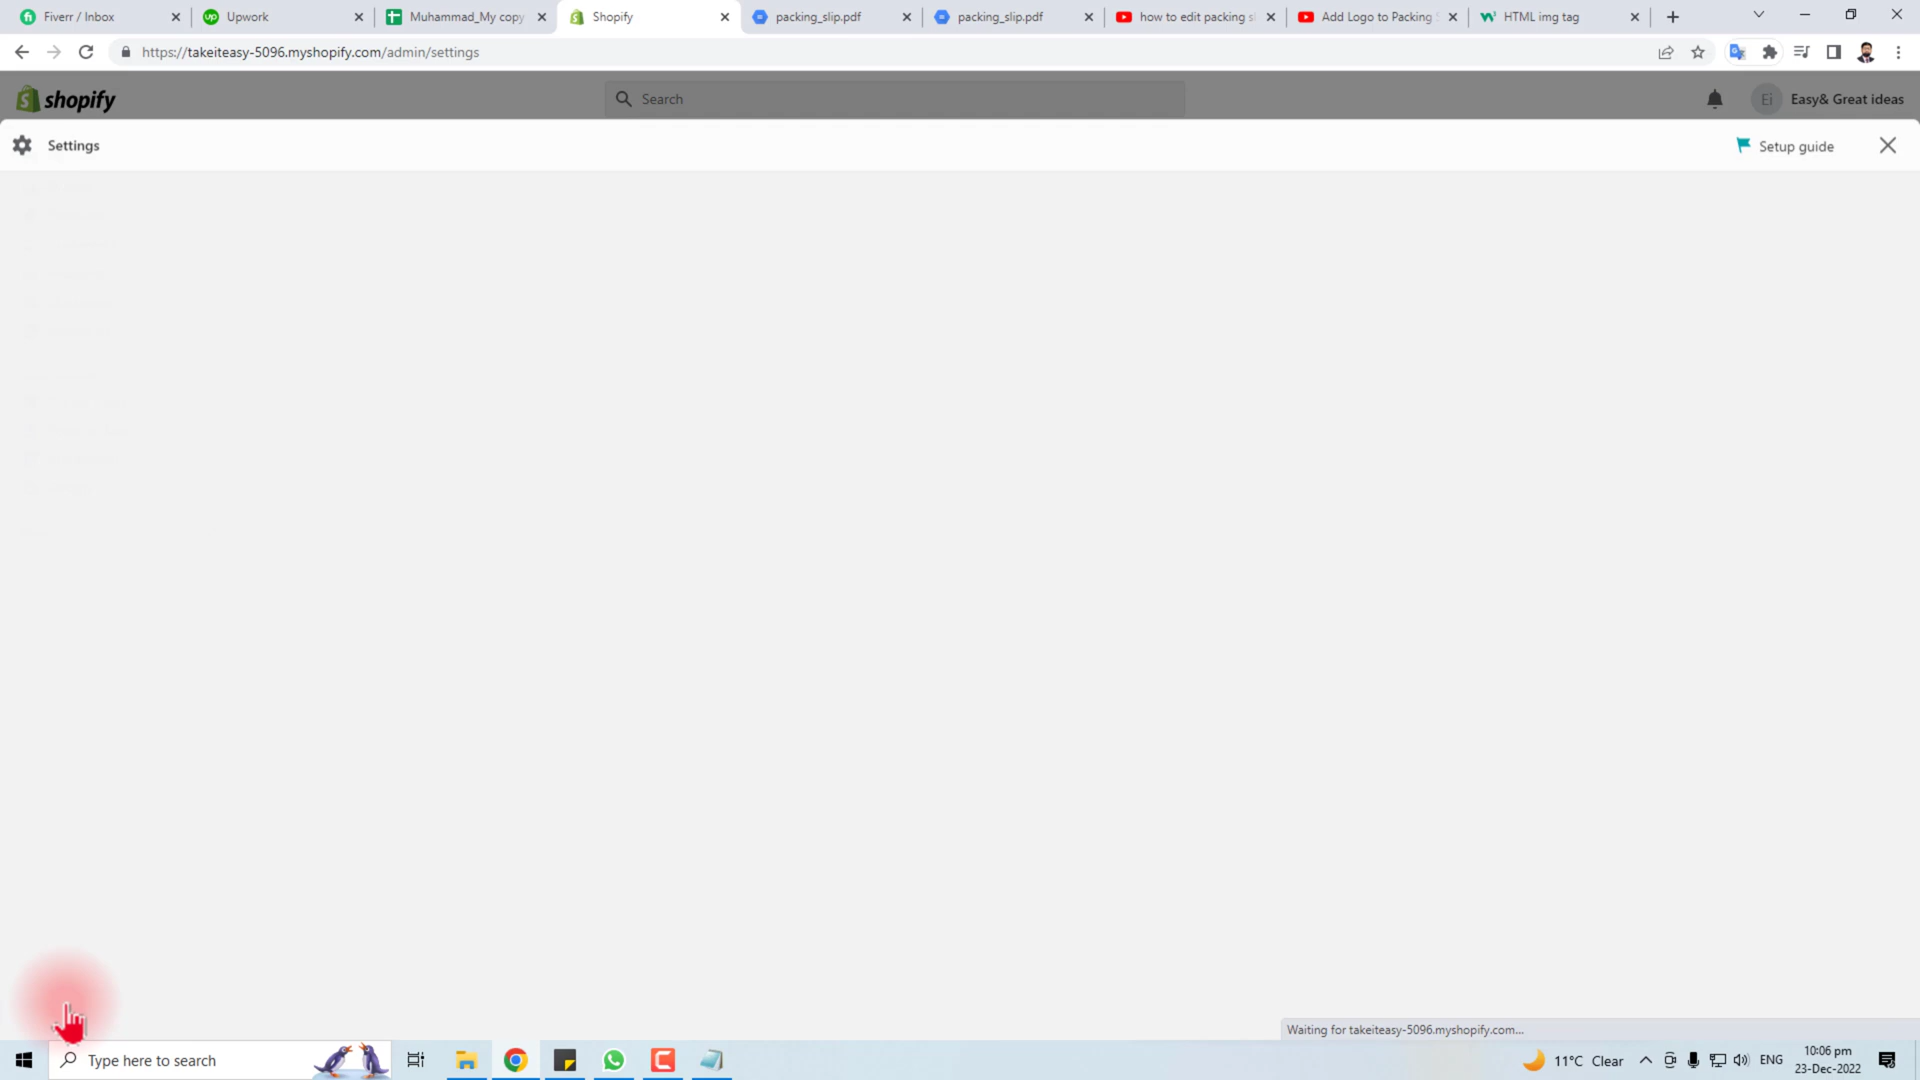 Fiverr / Inbox
Upwork
Muhammad_My copy
Shopify
packing_slip.pdf
packing_slip.pdf
how to edit packing s
Add Logo to Packing
HTML img tag
https://takeiteasy-5096.myshopify.com/admin/settings
shopify
Search
Ei
Easy& Great ideas
Settings
Setup guide
Waiting for takeiteasy-5096.myshopify.com...
Type here to search
11°C Clear
ENG
10:06 pm
23-Dec-2022